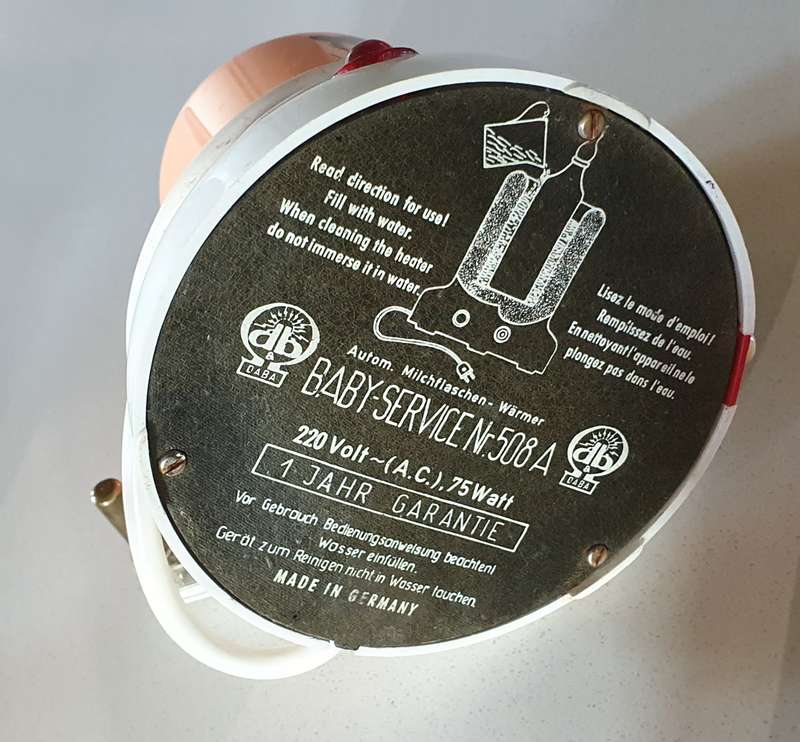 Read direction for use!
Fill with water.
When cleaning the heater
do not immerse it in water.
Lisez le mode d'emploi!
Remplissez de l'eau.
En nettoyant l'appareil ne le
plongez pas dans l'eau.
Autom. Milchflaschen-Wärmer
BABY-SERVICE Nr. 508 A
db
&
DABA
db
&
DABA
220 Volt ~ (A.C.), 75 Watt
1 JAHR GARANTIE
Vor Gebrauch Bedienungsanweisung beachten!
Wasser einfüllen.
Gerät zum Reinigen nicht in Wasser tauchen.
MADE IN GERMANY